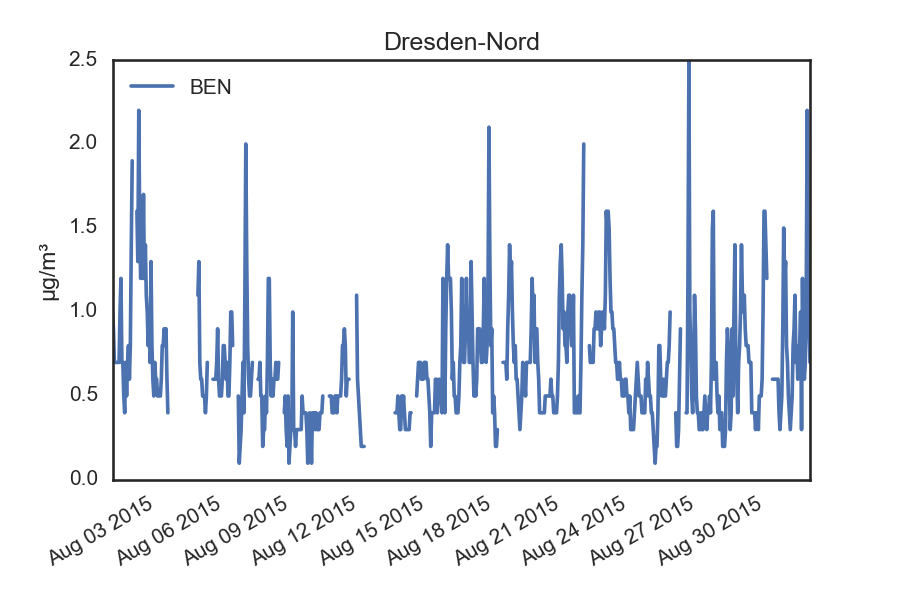 Dresden-Nord
BEN
µg/m³
2.5
2.0
1.5
1.0
0.5
0.0
Aug 03 2015
Aug 06 2015
Aug 09 2015
Aug 12 2015
Aug 15 2015
Aug 18 2015
Aug 21 2015
Aug 24 2015
Aug 27 2015
Aug 30 2015